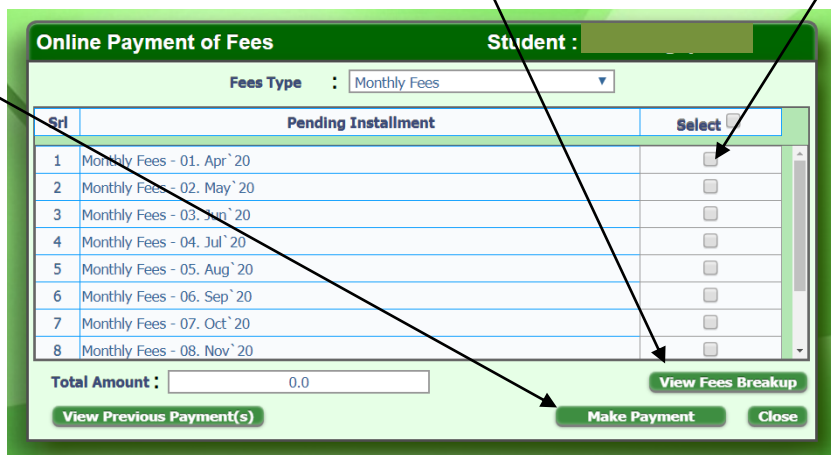 Online Payment of Fees Student :
Fees Type : Monthly Fees
Srl Pending Installment Select
1 Monthly Fees - 01. Apr`20
2 Monthly Fees - 02. May`20
3 Monthly Fees - 03. Jun`20
4 Monthly Fees - 04. Jul`20
5 Monthly Fees - 05. Aug`20
6 Monthly Fees - 06. Sep`20
7 Monthly Fees - 07. Oct`20
8 Monthly Fees - 08. Nov`20
Total Amount : 0.0 View Fees Breakup
View Previous Payment(s) Make Payment Close